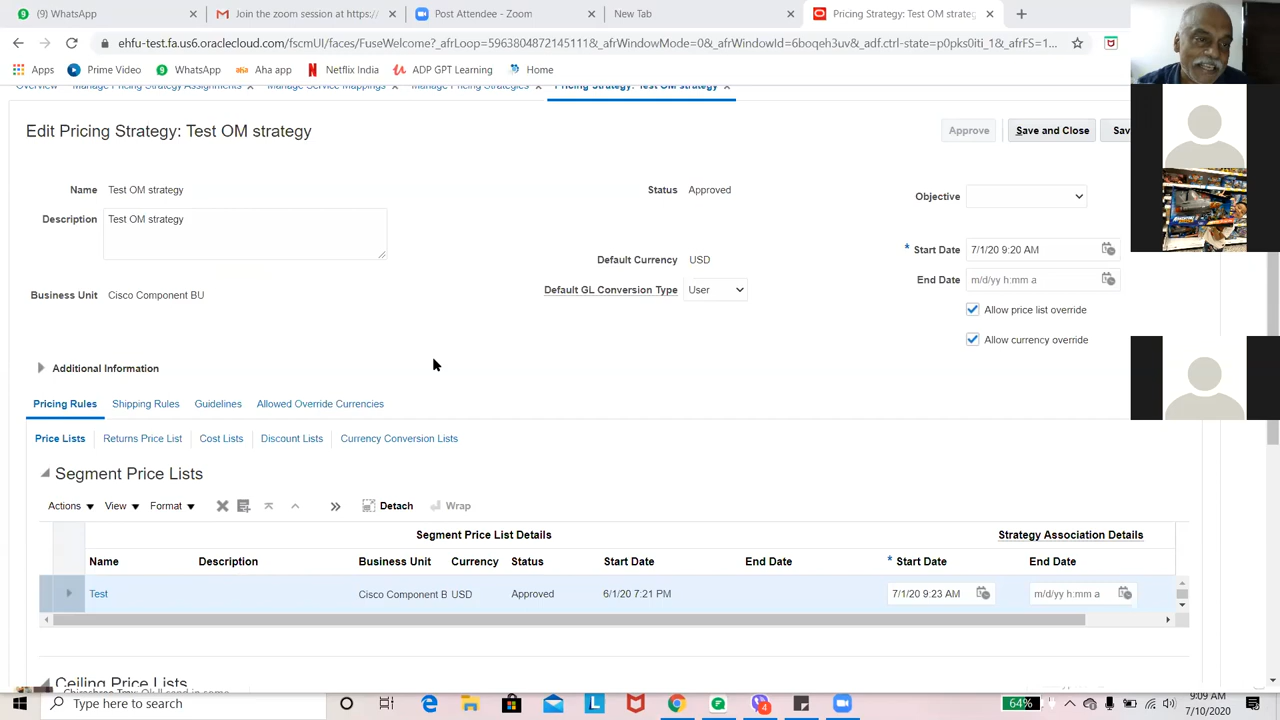 (9) WhatsApp
Join the zoom session at https:/
Post Attendee - Zoom
New Tab
Pricing Strategy: Test OM strateg
ehfu-test.fa.us6.oraclecloud.com/fscmUI/faces/FuseWelcome?_afrLoop=59638048721451118&_afrWindowMode=0&_afrWindowId=6boqeh3uv&_adf.ctrl-state=p0pks0iti_1&_afrFS=1...
Apps
Prime Video
WhatsApp
Aha app
Netflix India
ADP GPT Learning
Home
Overview
Manage Pricing Strategy Assignments
Manage Service Mappings
Manage Pricing Strategies
Pricing Strategy: Test OM strategy
Edit Pricing Strategy: Test OM strategy
Approve
Save and Close
Sav
Name Test OM strategy
Status Approved
Objective
Description Test OM strategy
Start Date 7/1/20 9:20 AM
Default Currency USD
End Date m/d/yy h:mm a
Business Unit Cisco Component BU
Default GL Conversion Type User
Allow price list override
Allow currency override
Additional Information
Pricing Rules Shipping Rules Guidelines Allowed Override Currencies
Price Lists Returns Price List Cost Lists Discount Lists Currency Conversion Lists
Segment Price Lists
Actions View Format Detach Wrap
Segment Price List Details Strategy Association Details
Name Description Business Unit Currency Status Start Date End Date * Start Date End Date
Test Cisco Component B USD Approved 6/1/20 7:21 PM 7/1/20 9:23 AM m/d/yy h:mm a
Ceiling Price Lists
Type here to search
64%
9:09 AM
7/10/2020